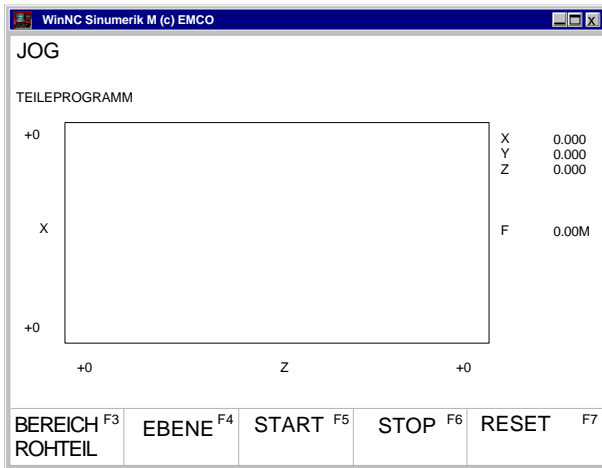 WinNC Sinumerik M (c) EMCO
JOG
TEILEPROGRAMM
+0
X 0.000
Y 0.000
Z 0.000
X
F 0.00M
+0
+0 Z +0
BEREICH F3 EBENE F4 START F5 STOP F6 RESET F7
ROHTEIL